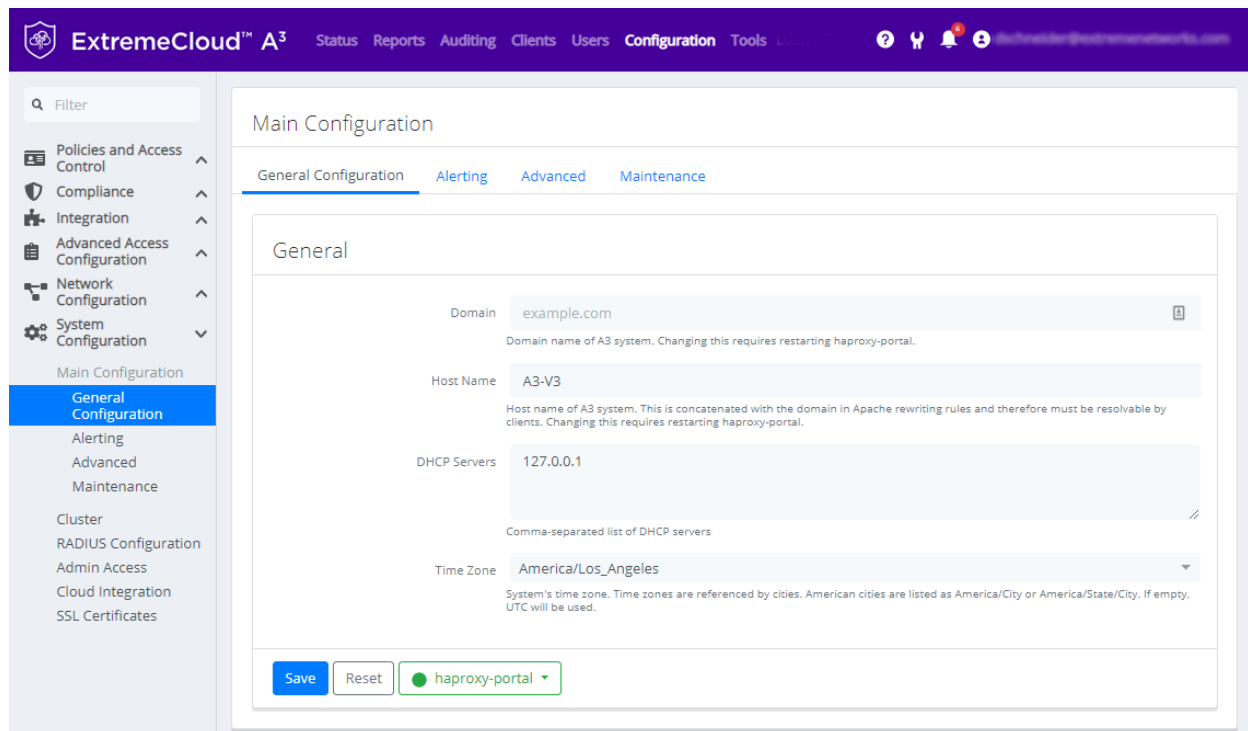 ExtremeCloud™ A³ Status Reports Auditing Clients Users Configuration Tools 6
Filter
Policies and Access
Control
Compliance
Integration
Advanced Access
Configuration
Network
Configuration
System
Configuration
Main Configuration
General
Configuration
Alerting
Advanced
Maintenance
Cluster
RADIUS Configuration
Admin Access
Cloud Integration
SSL Certificates
Main Configuration
General Configuration Alerting Advanced Maintenance
General
Domain example.com
Domain name of A3 system. Changing this requires restarting haproxy-portal.
Host Name A3-V3
Host name of A3 system. This is concatenated with the domain in Apache rewriting rules and therefore must be resolvable by
clients. Changing this requires restarting haproxy-portal.
DHCP Servers 127.0.0.1
Comma-separated list of DHCP servers
Time Zone America/Los_Angeles
System's time zone. Time zones are referenced by cities. American cities are listed as America/City or America/State/City. If empty,
UTC will be used.
Save Reset haproxy-portal